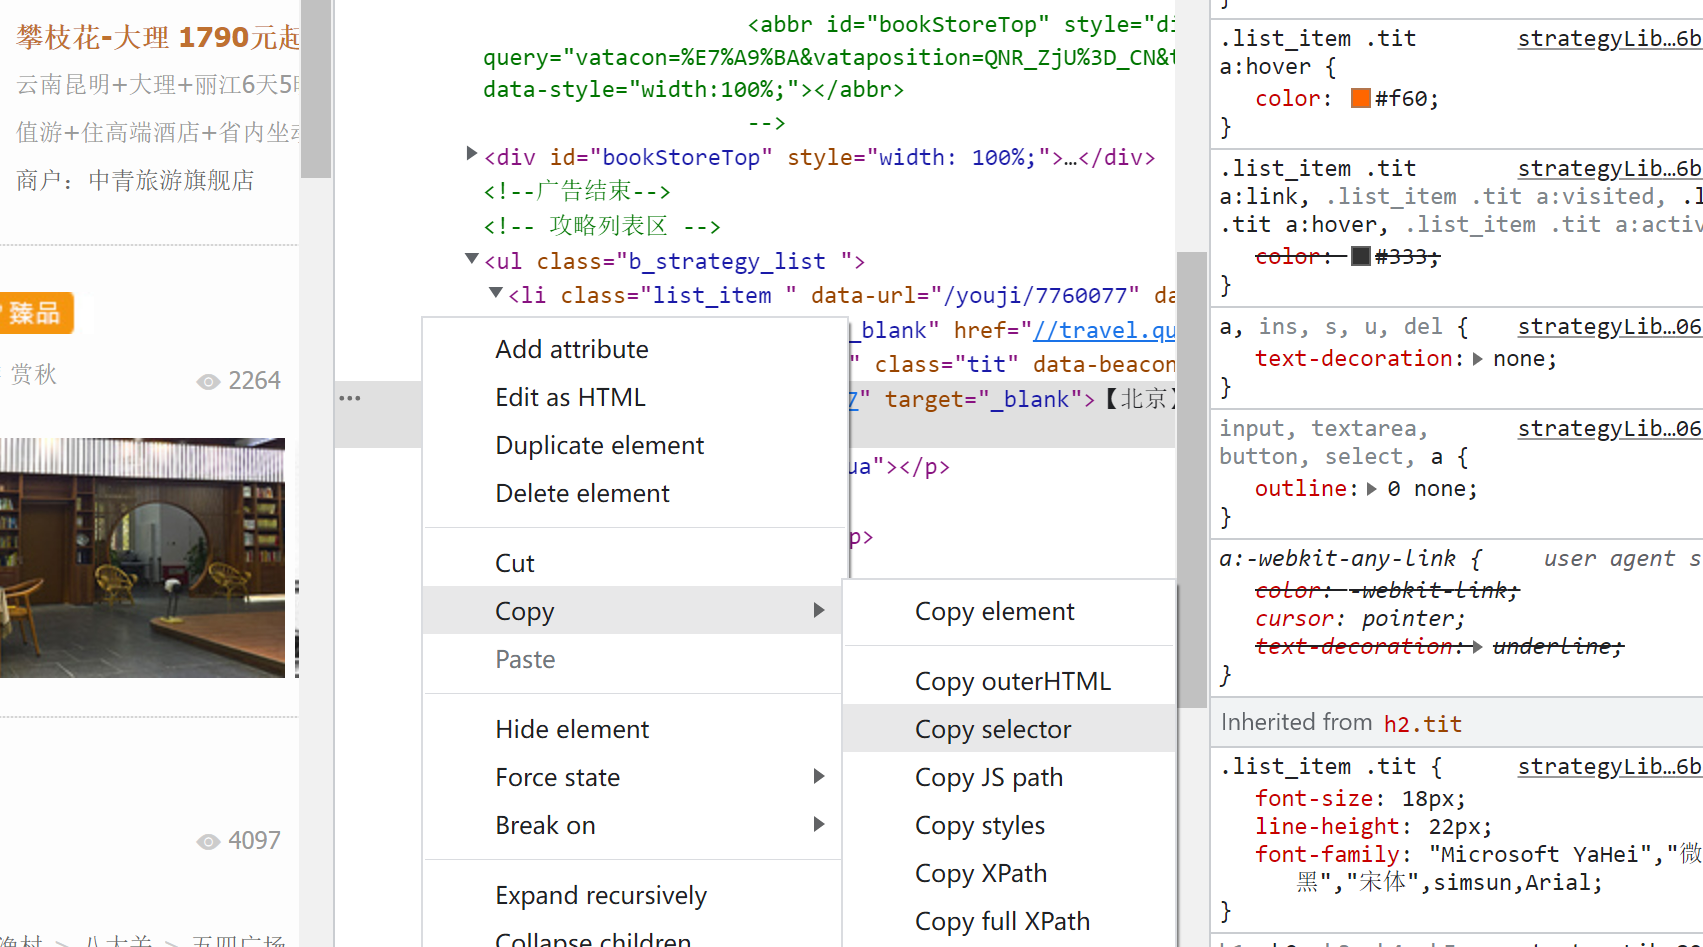 攀枝花-大理 1790元起
云南昆明+大理+丽江6天5
值游+住高端酒店+省内坐
商户：中青旅游旗舰店
臻品
赏秋
2264
4097
渔村 > 八大关 > 五四广场
<abbr id="bookStoreTop" style="di
query="vatacon=%E7%A9%BA&vataposition=QNR_ZjU%3D_CN&t
data-style="width:100%;"></abbr>
-->
<div id="bookStoreTop" style="width: 100%;">…</div>
<!--广告结束-->
<!-- 攻略列表区 -->
<ul class="b_strategy_list ">
<li class="list_item " data-url="/youji/7760077" da
_blank" href="//travel.qu
" class="tit" data-beacon
7" target="_blank">【北京】
ua"></p>
p>
Add attribute
Edit as HTML
Duplicate element
Delete element
Cut
Copy
Paste
Hide element
Force state
Break on
Expand recursively
Collapse children
Copy element
Copy outerHTML
Copy selector
Copy JS path
Copy styles
Copy XPath
Copy full XPath
}
.list_item .tit strategyLib…6b
a:hover {
color: #f60;
}
.list_item .tit strategyLib…6b
a:link, .list_item .tit a:visited, .l
.tit a:hover, .list_item .tit a:activ
color: #333;
}
a, ins, s, u, del { strategyLib…06
text-decoration: none;
}
input, textarea, strategyLib…06
button, select, a {
outline: 0 none;
}
a:-webkit-any-link { user agent s
color: -webkit-link;
cursor: pointer;
text-decoration: underline;
}
Inherited from h2.tit
.list_item .tit { strategyLib…6b
font-size: 18px;
line-height: 22px;
font-family: "Microsoft YaHei","微
黑","宋体",simsun,Arial;
}